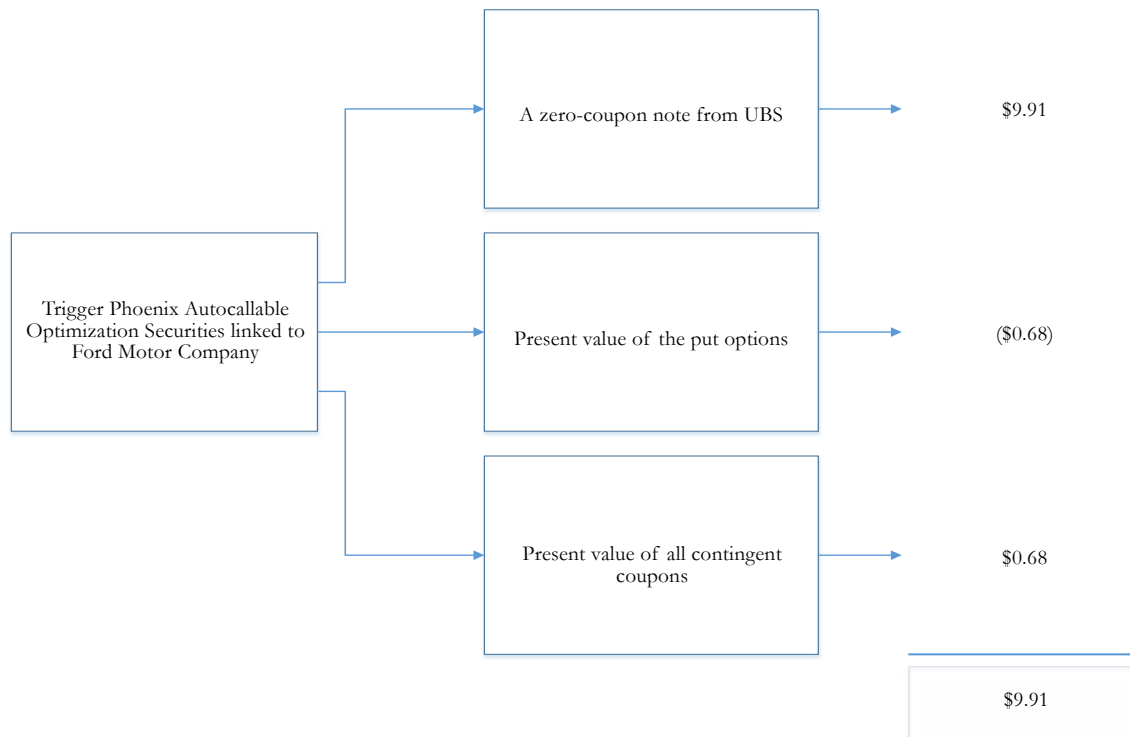 A zero-coupon note from UBS
$9.91
Trigger Phoenix Autocallable
Optimization Securities linked to
Ford Motor Company
Present value of the put options
($0.68)
Present value of all contingent
coupons
$0.68
$9.91